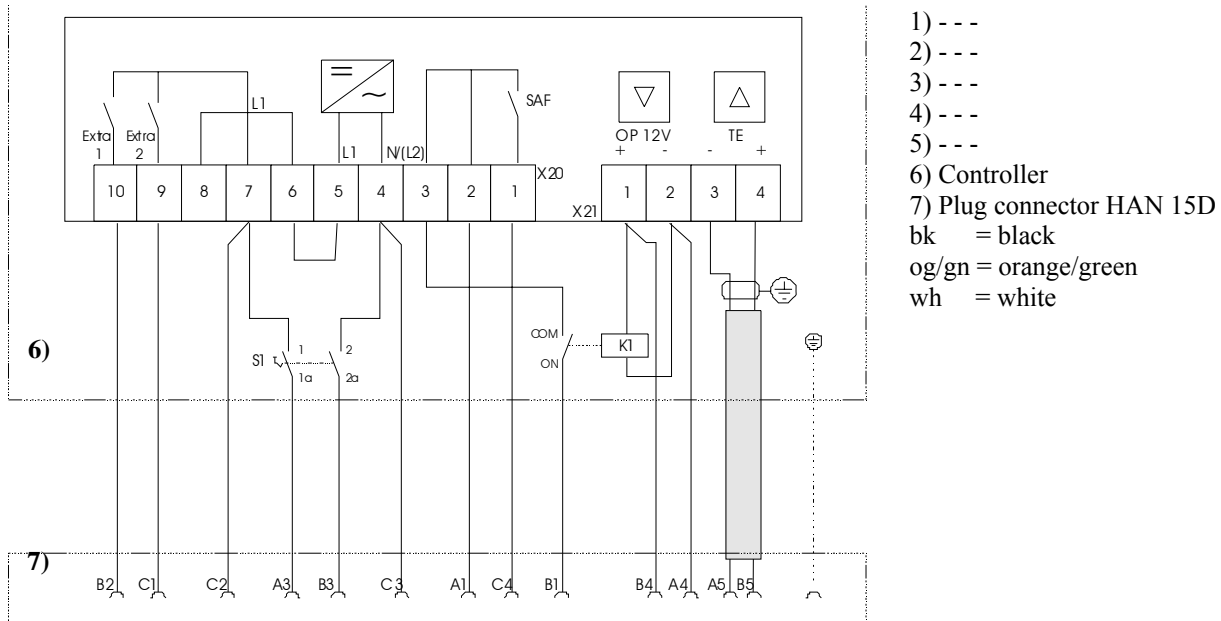 Extra 1
Extra 2
L1
L1
N/(L2)
SAF
OP 12V
+ -
TE
- +
X20
10 9 8 7 6 5 4 3 2 1
X21
1 2 3 4
S1
1
1a
2
2a
COM
ON
K1
6)
7)
B2 C1 C2 A3 B3 C3 A1 C4 B1 B4 A4 A5 B5
1) - - -
2) - - -
3) - - -
4) - - -
5) - - -
6) Controller
7) Plug connector HAN 15D
bk = black
og/gn = orange/green
wh = white